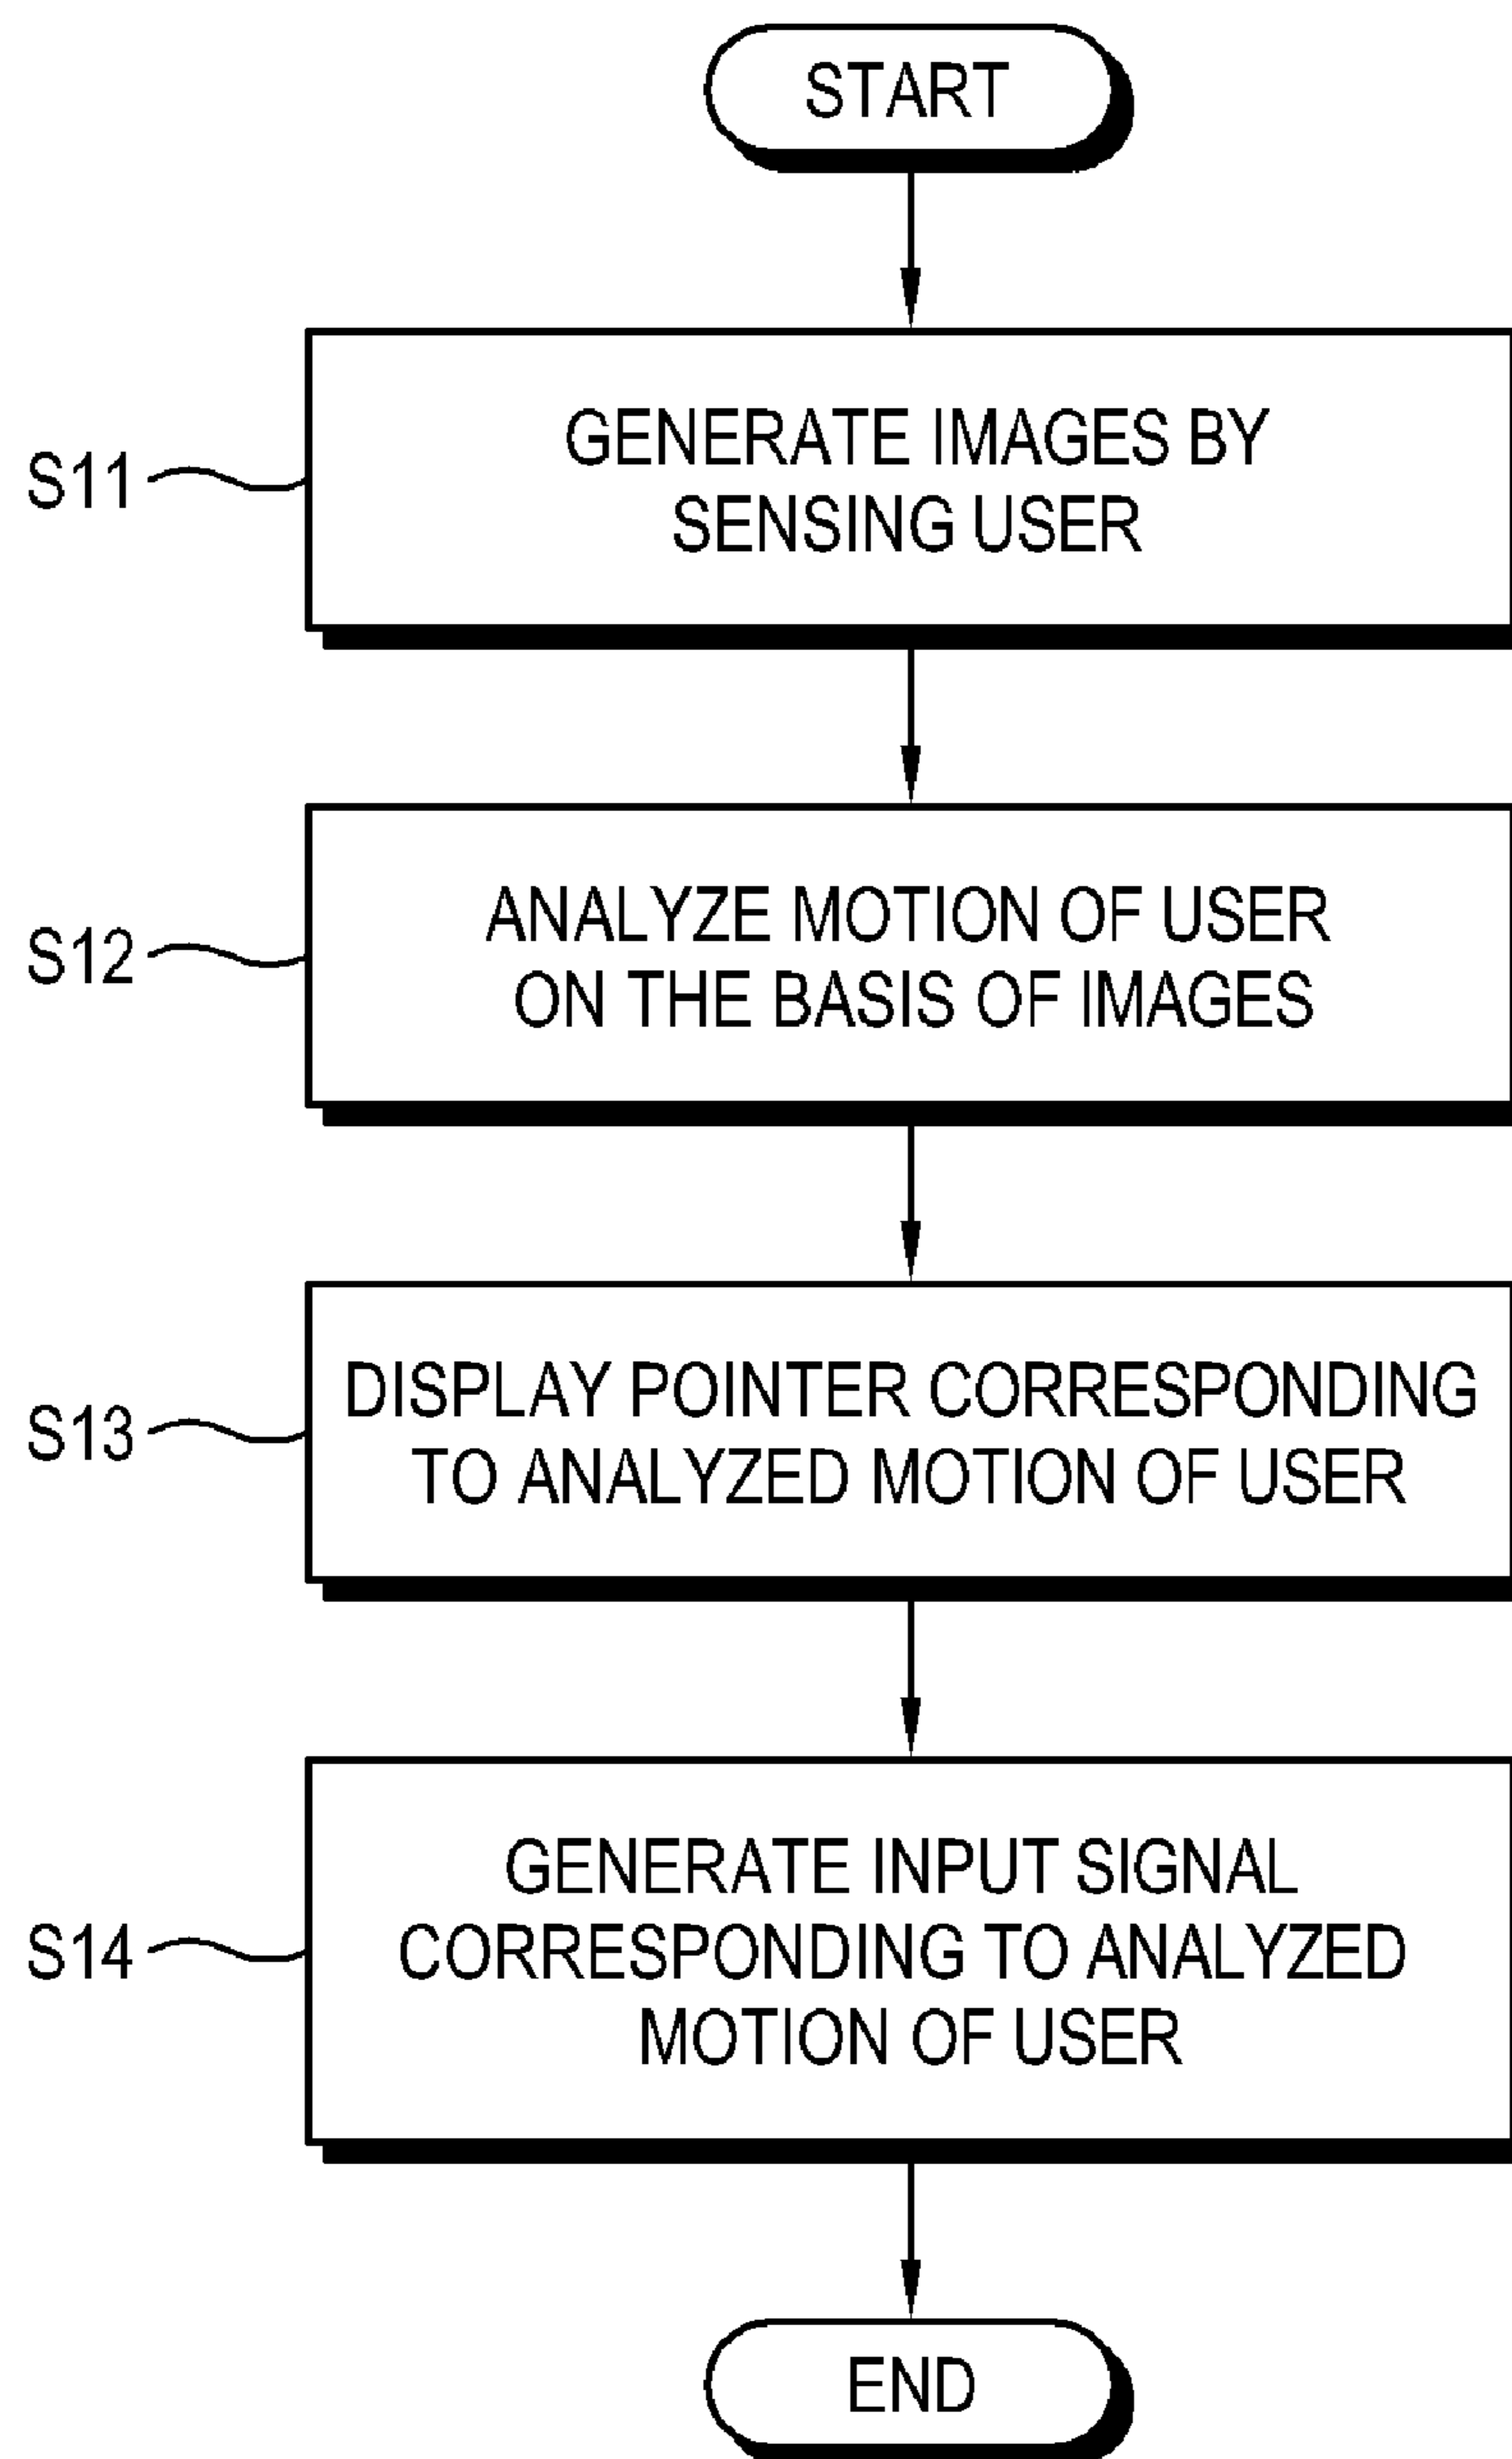 START
S11
GENERATE IMAGES BY
SENSING USER
S12
ANALYZE MOTION OF USER
ON THE BASIS OF IMAGES
S13
DISPLAY POINTER CORRESPONDING
TO ANALYZED MOTION OF USER
S14
GENERATE INPUT SIGNAL
CORRESPONDING TO ANALYZED
MOTION OF USER
END